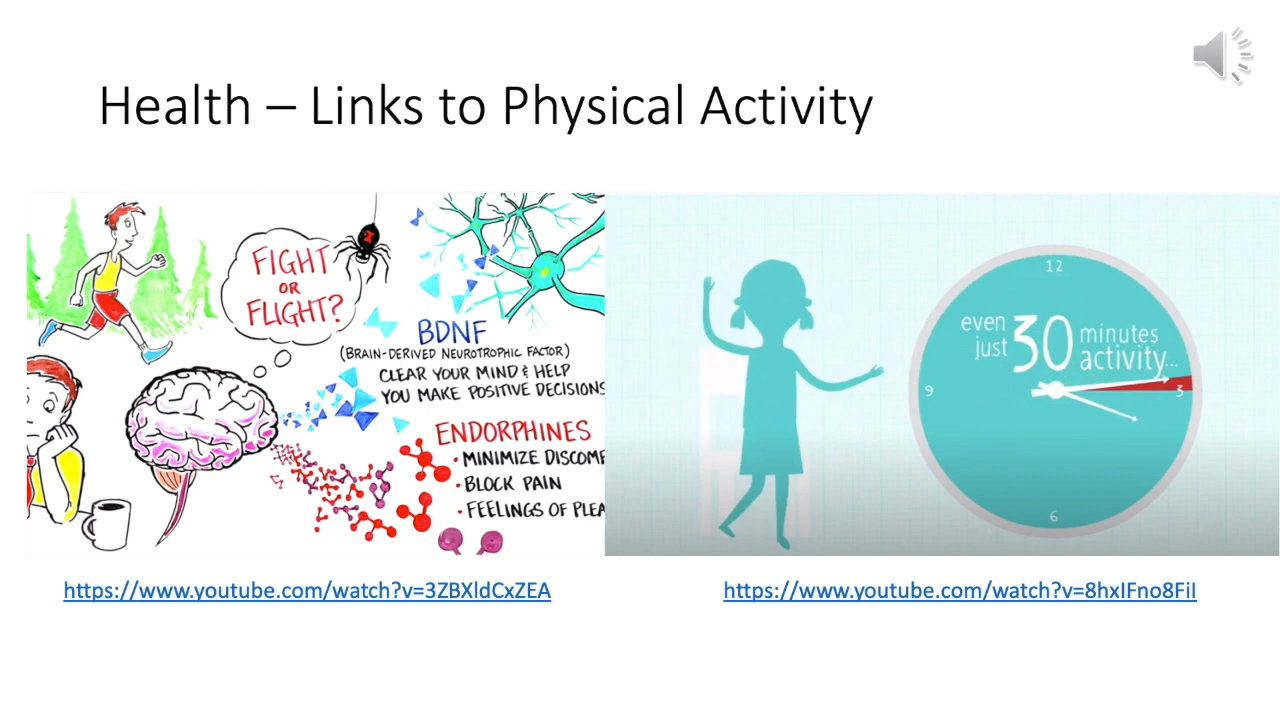 Health – Links to Physical Activity
FIGHT
OR
FLIGHT?
BDNF
(BRAIN-DERIVED NEUROTROPHIC FACTOR)
CLEAR YOUR MIND & HELP
YOU MAKE POSITIVE DECISIONS
ENDORPHINES
• MINIMIZE DISCOMF
• BLOCK PAIN
• FEELINGS OF PLEA
12
even
just 30 minutes
activity...
9
3
6
https://www.youtube.com/watch?v=3ZBXldCxZEA
https://www.youtube.com/watch?v=8hxIFno8FiI